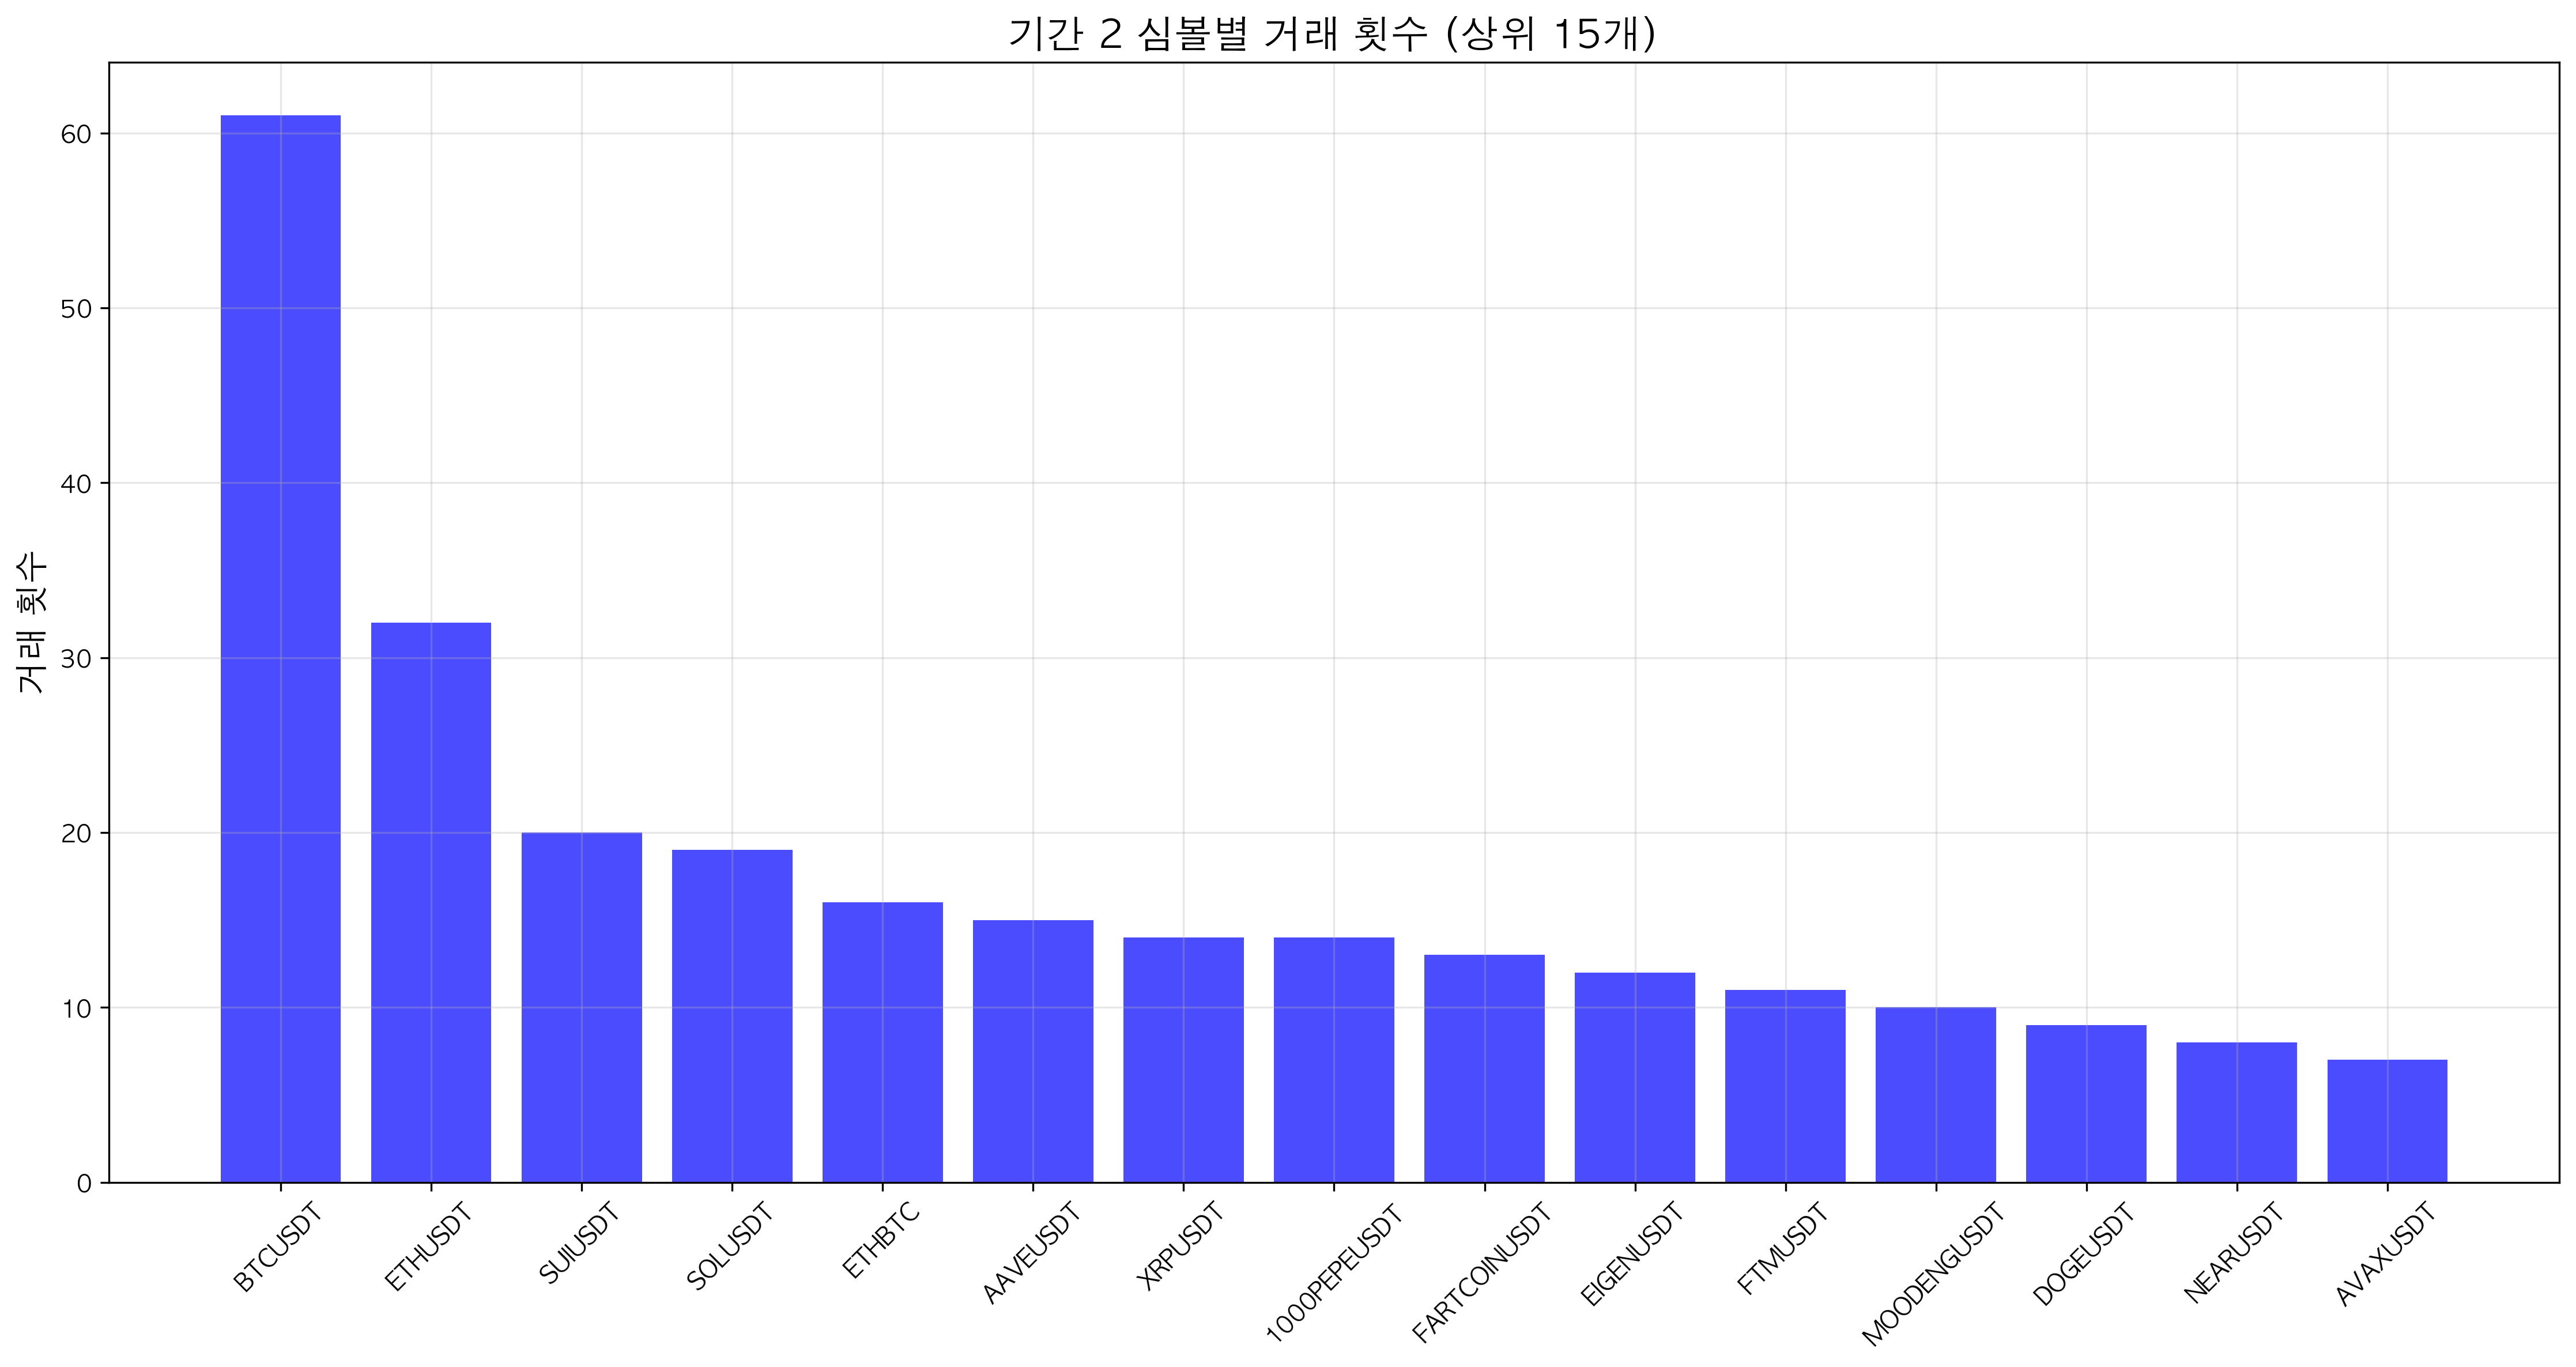 기간 2 심볼별 거래 횟수 (상위 15개)
거래 횟수
60
50
40
30
20
10
0
BTCUSDT
ETHUSDT
SUIUSDT
SOLUSDT
ETHBTC
AAVEUSDT
XRPUSDT
1000PEPEUSDT
FARTCOINUSDT
EIGENUSDT
FTMUSDT
MOODENGUSDT
DOGEUSDT
NEARUSDT
AVAXUSDT